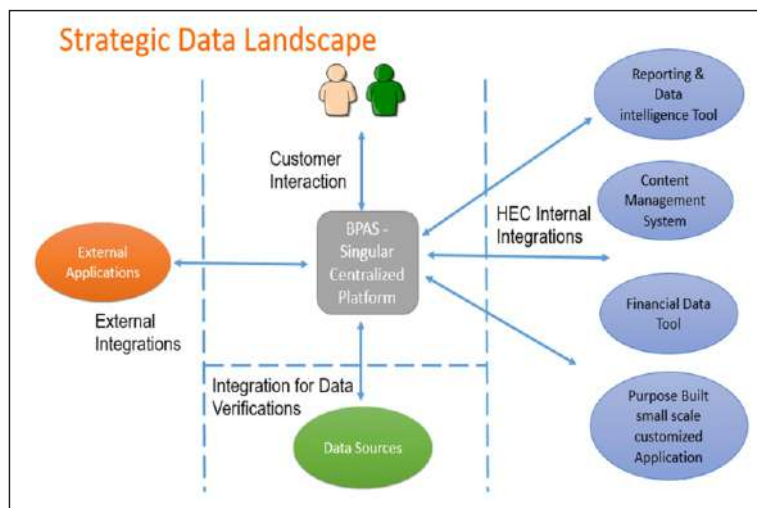 Strategic Data Landscape
Customer
Interaction
Reporting &
Data
intelligence Tool
Content
Management
System
HEC Internal
Integrations
BPAS -
Singular
Centralized
Platform
External
Applications
External
Integrations
Financial Data
Tool
Integration for Data
Verifications
Data Sources
Purpose Built
small scale
customized
Application